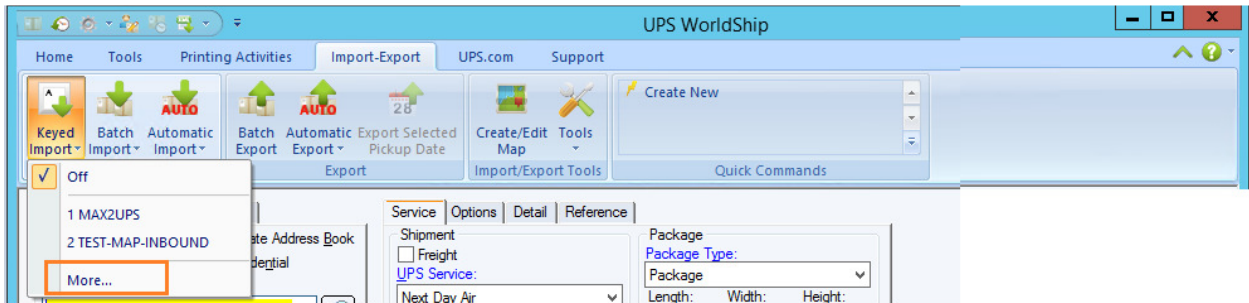 UPS WorldShip
Home Tools Printing Activities Import-Export UPS.com Support
Keyed Import
Batch Import
AUTO
Automatic Import
Batch Export
AUTO
Automatic Export
28
Export Selected Pickup Date
Create/Edit Map
Tools
Create New
Export
Import/Export Tools
Quick Commands
Off
1 MAX2UPS
2 TEST-MAP-INBOUND
More...
Address Book
Service Options Detail Reference
Shipment
Freight
UPS Service:
Next Day Air
Package
Package Type:
Package
Length: Width: Height: